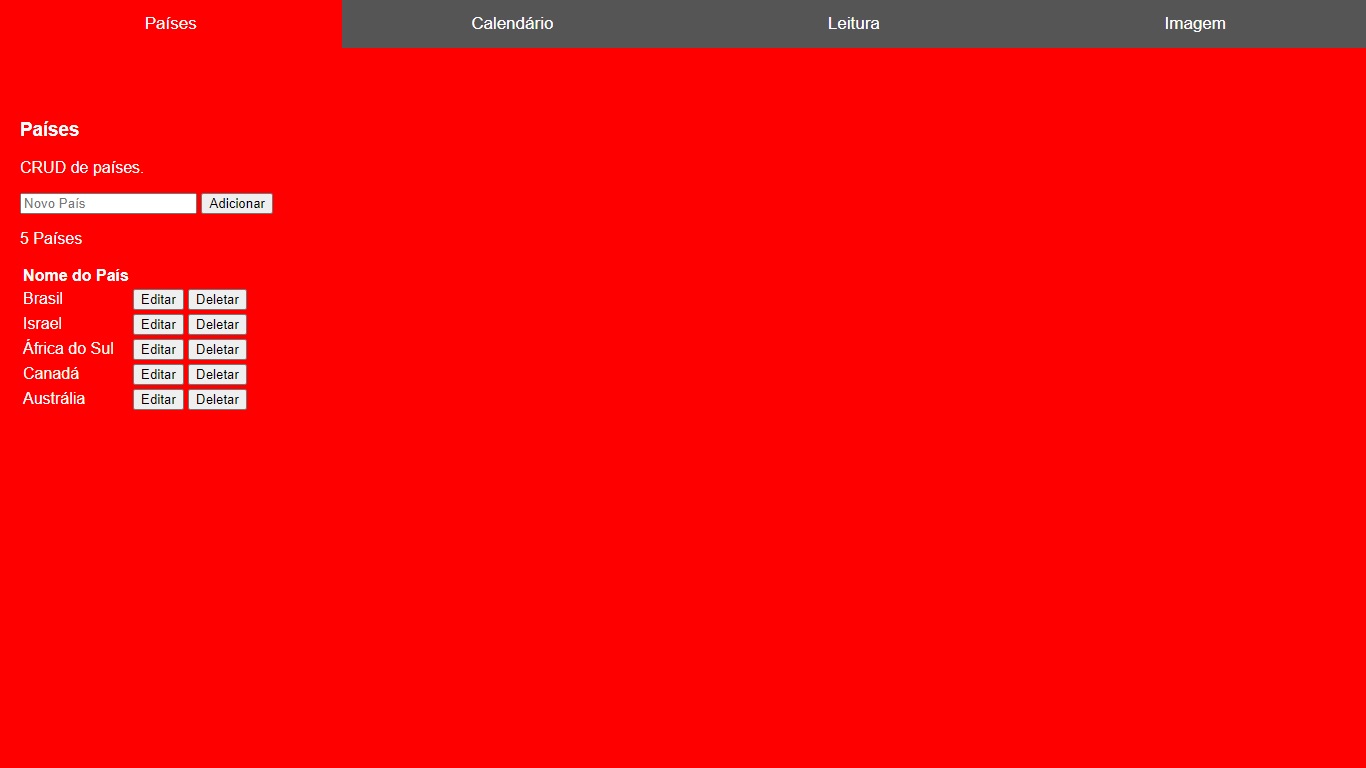 Países Calendário Leitura Imagem
Países
CRUD de países.
Novo País Adicionar
5 Países
Nome do País
Brasil Editar Deletar
Israel Editar Deletar
África do Sul Editar Deletar
Canadá Editar Deletar
Austrália Editar Deletar